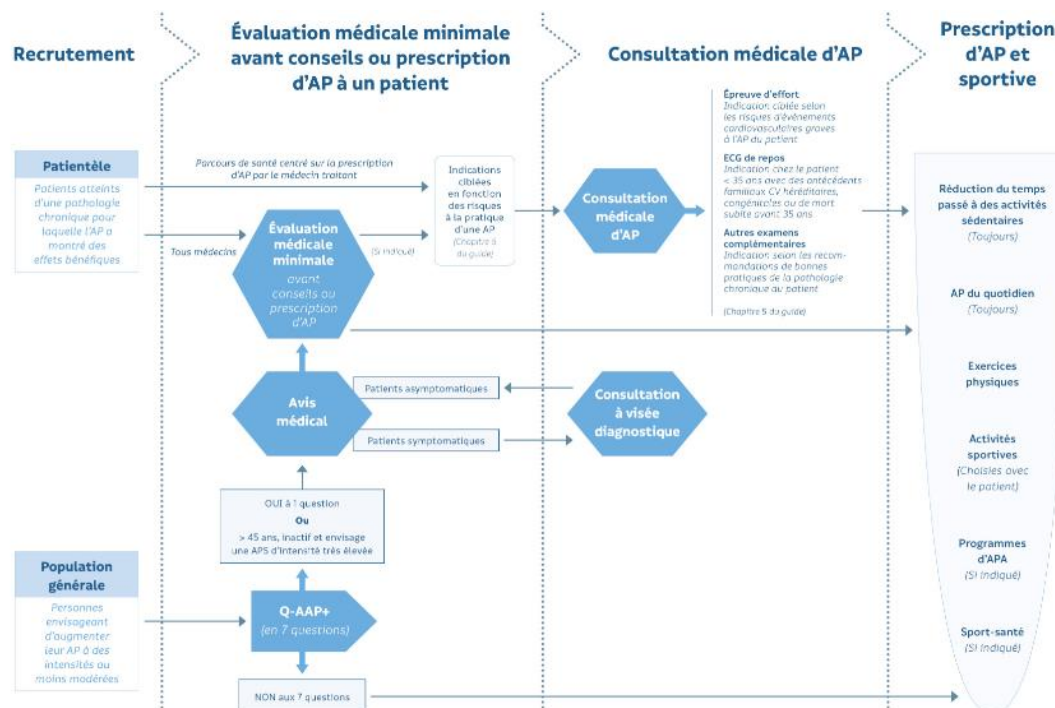 Recrutement
Évaluation médicale minimale
avant conseils ou prescription
d'AP à un patient
Consultation médicale d'AP
Prescription
d'AP et
sportive
Patientèle
Patients atteints
d'une pathologie
chronique pour
laquelle l'AP a
montré des
effets bénéfiques
Parcours de santé centré sur la prescription
d'AP par le médecin traitant
Tous médecins
Évaluation
médicale
minimale
avant
conseils ou
prescription
d'AP
(Si indiqué)
Indications
ciblées
en fonction
des risques
à la pratique
d'une AP
(Chapitre 5
du guide)
Consultation
médicale
d'AP
Épreuve d'effort
Indication ciblée selon
les risques d'évènements
cardiovasculaires graves
à l'AP du patient
ECG de repos
Indication chez le patient
< 35 ans avec des antécédents
familiaux CV héréditaires,
congénitales ou de mort
subite avant 35 ans
Autres examens
complémentaires
Indication selon les recom-
mandations de bonnes
pratiques de la pathologie
chronique au patient
(Chapitre 5 du guide)
Réduction du temps
passé à des activités
sédentaires
(Toujours)
AP du quotidien
(Toujours)
Exercices
physiques
Activités
sportives
(Choisies avec
le patient)
Programmes
d'APA
(Si indiqué)
Sport-santé
(Si indiqué)
Avis
médical
Patients asymptomatiques
Patients symptomatiques
Consultation
à visée
diagnostique
OUI à 1 question
Ou
> 45 ans, inactif et envisage
une APS d'intensité très élevée
Population
générale
Personnes
envisageant
d'augmenter
leur AP à des
intensités au
moins modérées
Q-AAP+
(en 7 questions)
NON aux 7 questions